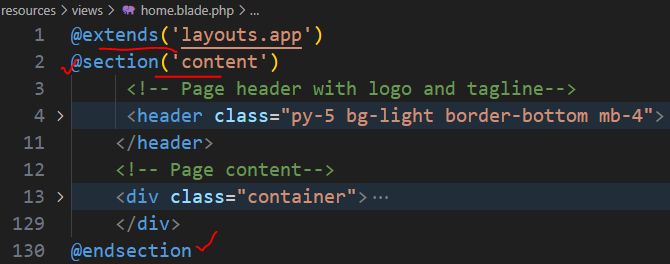 resources > views > home.blade.php > ...
1 @extends('layouts.app')
2 @section('content')
3 <!-- Page header with logo and tagline-->
4 > <header class="py-5 bg-light border-bottom mb-4">
11 </header>
12 <!-- Page content-->
13 > <div class="container">⋯
129 </div>
130 @endsection